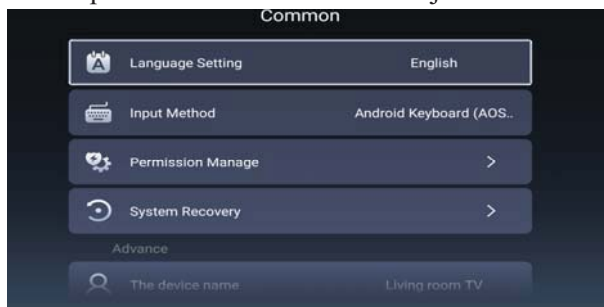 Common
Language Setting English
Input Method Android Keyboard (AOS..
Permission Manage >
System Recovery >
Advance
The device name Living room TV